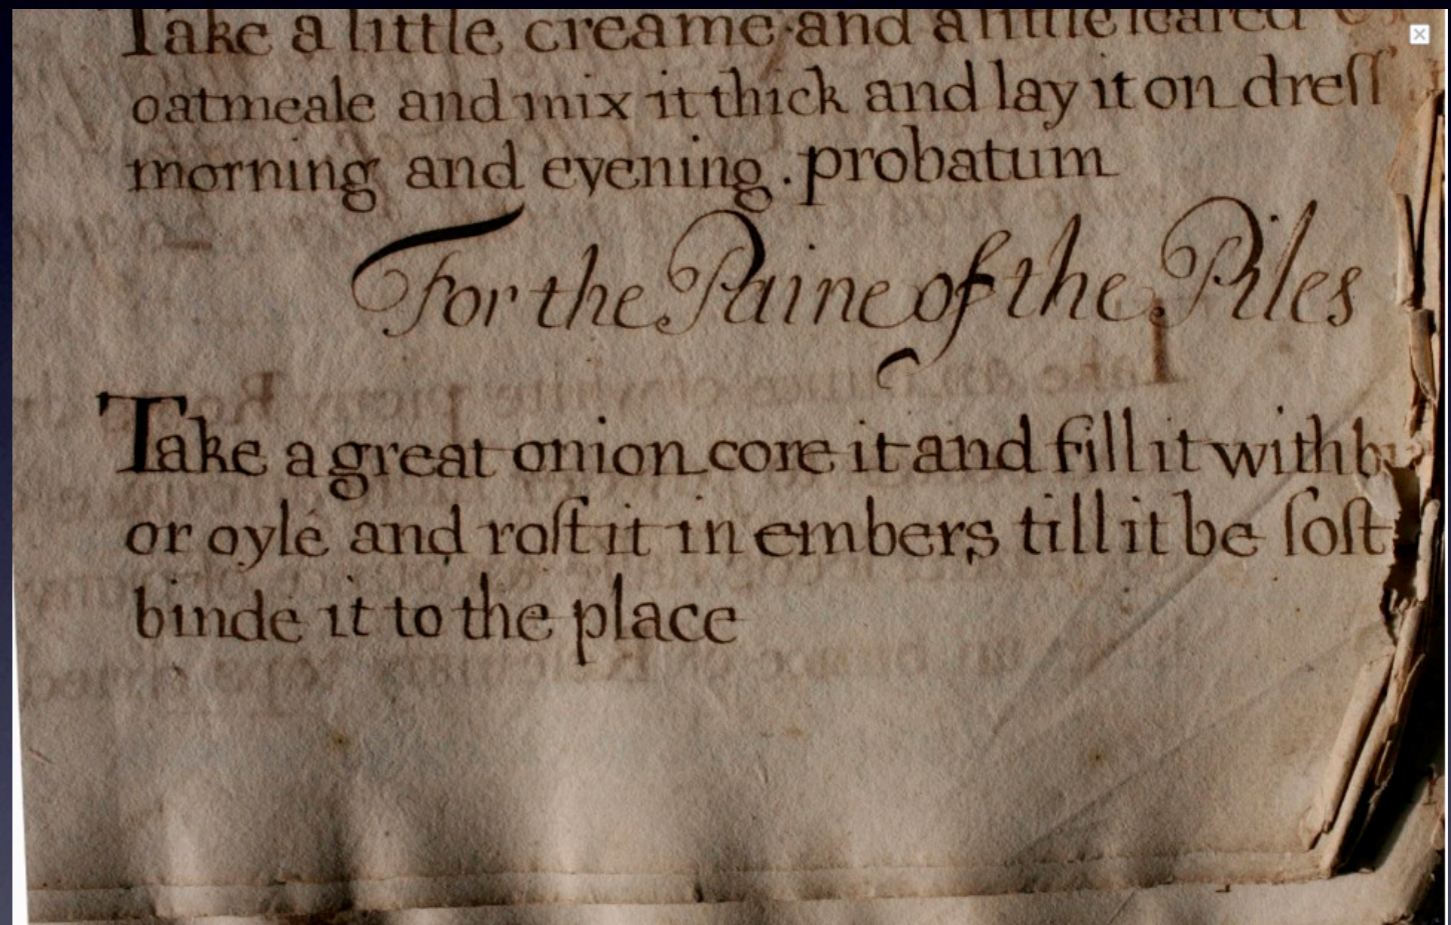 Take a little creame and a little searced
oatmeale and mix it thick and lay it on dreſſ
morning and evening . probatum
For the Paine of the Piles
Take a great onion core it and fill it with
or oyle and roſt it in embers till it be ſoft
binde it to the place